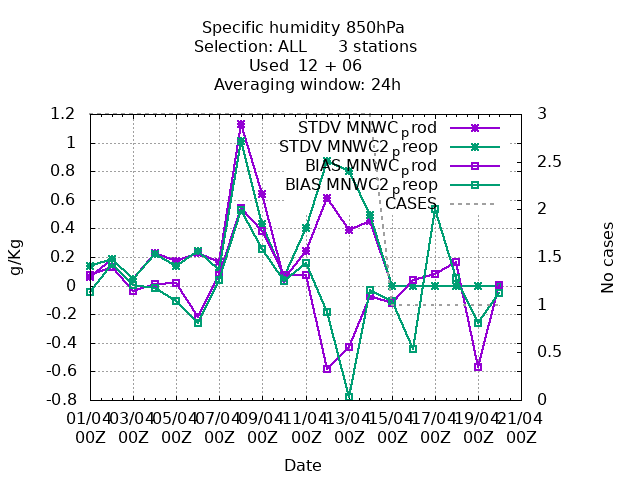 Specific humidity 850hPa
Selection: ALL 3 stations
Used 12 + 06
Averaging window: 24h
1.2
1
0.8
0.6
0.4
0.2
0
-0.2
-0.4
-0.6
-0.8
g/Kg
STDV MNWC_prod
STDV MNWC2_preop
BIAS MNWC_prod
BIAS MNWC2_preop
CASES
3
2.5
2
1.5
1
0.5
0
No cases
01/04 03/04 05/04 07/04 09/04 11/04 13/04 15/04 17/04 19/04 21/04
00Z 00Z 00Z 00Z 00Z 00Z 00Z 00Z 00Z 00Z 00Z
Date